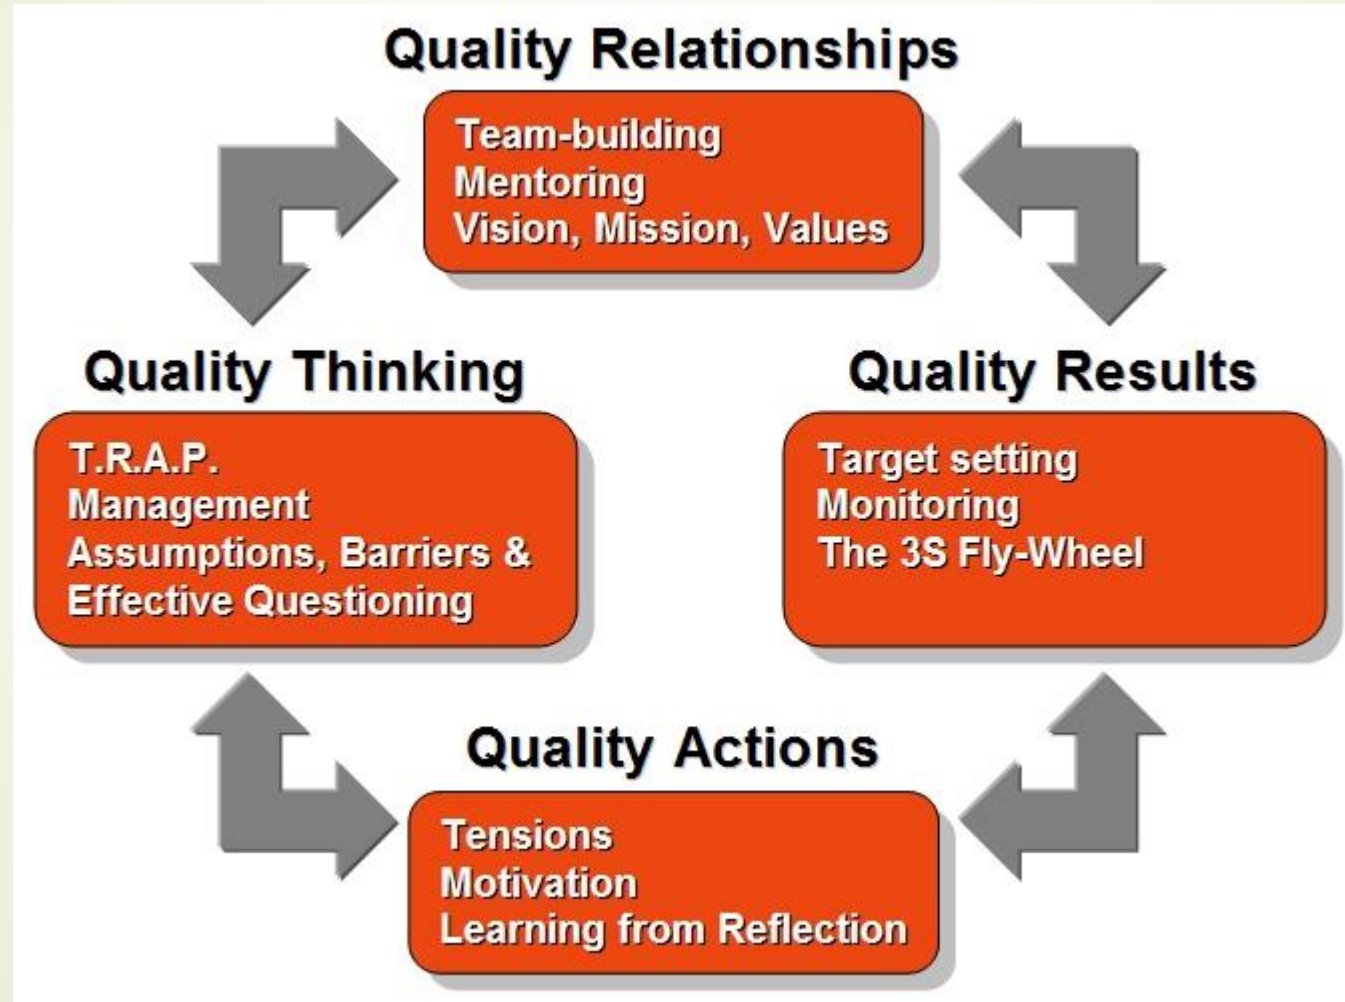 Quality Relationships
Team-building
Mentoring
Vision, Mission, Values
Quality Thinking
T.R.A.P.
Management
Assumptions, Barriers &
Effective Questioning
Quality Results
Target setting
Monitoring
The 3S Fly-Wheel
Quality Actions
Tensions
Motivation
Learning from Reflection